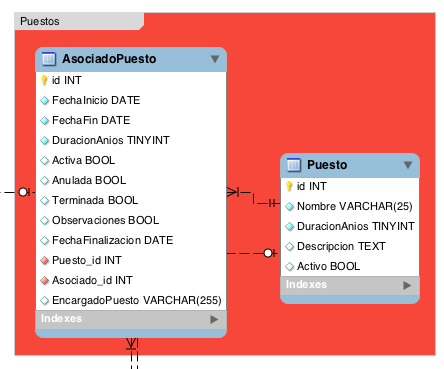 Puestos
AsociadoPuesto
id INT
FechaInicio DATE
FechaFin DATE
DuracionAnios TINYINT
Activa BOOL
Anulada BOOL
Terminada BOOL
Observaciones BOOL
FechaFinalizacion DATE
Puesto_id INT
Asociado_id INT
EncargadoPuesto VARCHAR(255)
Indexes
Puesto
id INT
Nombre VARCHAR(25)
DuracionAnios TINYINT
Descripcion TEXT
Activo BOOL
Indexes